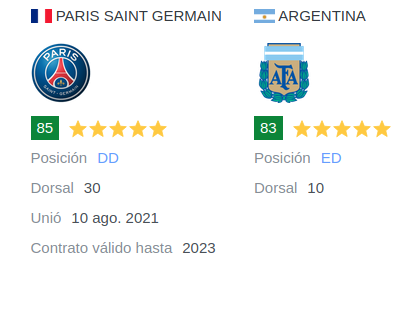 PARIS SAINT GERMAIN
PARIS
SAINT-GERMAIN
85
Posición DD
Dorsal 30
Unió 10 ago. 2021
Contrato válido hasta 2023
ARGENTINA
AFA
83
Posición ED
Dorsal 10